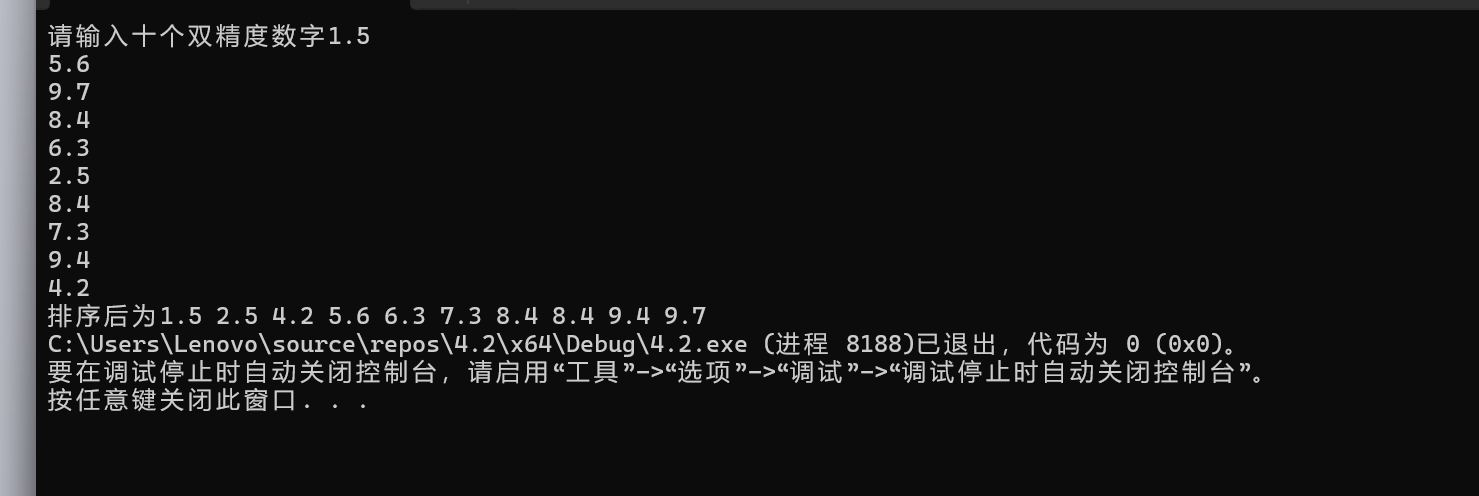 请输入十个双精度数字1.5
5.6
9.7
8.4
6.3
2.5
8.4
7.3
9.4
4.2
排序后为1.5 2.5 4.2 5.6 6.3 7.3 8.4 8.4 9.4 9.7
C:\Users\Lenovo\source\repos\4.2\x64\Debug\4.2.exe (进程 8188)已退出，代码为 0 (0x0)。
要在调试停止时自动关闭控制台，请启用“工具”->“选项”->“调试”->“调试停止时自动关闭控制台”。
按任意键关闭此窗口. . .